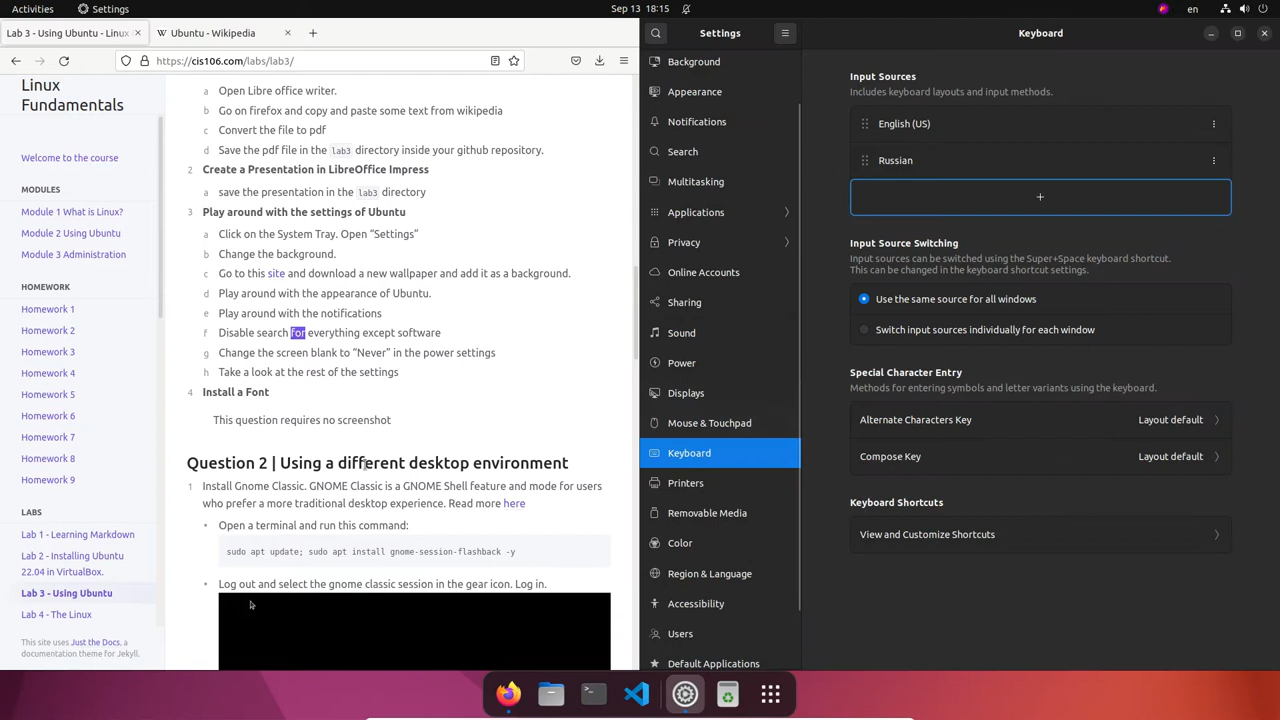 Activities
Settings
Sep 13 18:15
en
Lab 3 - Using Ubuntu - Linux
Ubuntu - Wikipedia
https://cis106.com/labs/lab3/
Linux
Fundamentals
Welcome to the course
MODULES
Module 1 What is Linux?
Module 2 Using Ubuntu
Module 3 Administration
HOMEWORK
Homework 1
Homework 2
Homework 3
Homework 4
Homework 5
Homework 6
Homework 7
Homework 8
Homework 9
LABS
Lab 1 - Learning Markdown
Lab 2 - Installing Ubuntu
22.04 in VirtualBox.
Lab 3 - Using Ubuntu
Lab 4 - The Linux
This site uses Just the Docs, a
documentation theme for Jekyll.
a Open Libre office writer.
b Go on firefox and copy and paste some text from wikipedia
c Convert the file to pdf
d Save the pdf file in the lab3 directory inside your github repository.
2 Create a Presentation in LibreOffice Impress
a save the presentation in the lab3 directory
3 Play around with the settings of Ubuntu
a Click on the System Tray. Open “Settings”
b Change the background.
c Go to this site and download a new wallpaper and add it as a background.
d Play around with the appearance of Ubuntu.
e Play around with the notifications
f Disable search for everything except software
g Change the screen blank to “Never” in the power settings
h Take a look at the rest of the settings
4 Install a Font
This question requires no screenshot
Question 2 | Using a different desktop environment
1 Install Gnome Classic. GNOME Classic is a GNOME Shell feature and mode for users
who prefer a more traditional desktop experience. Read more here
• Open a terminal and run this command:
sudo apt update; sudo apt install gnome-session-flashback -y
• Log out and select the gnome classic session in the gear icon. Log in.
Settings
Background
Appearance
Notifications
Search
Multitasking
Applications
Privacy
Online Accounts
Sharing
Sound
Power
Displays
Mouse & Touchpad
Keyboard
Printers
Removable Media
Color
Region & Language
Accessibility
Users
Default Applications
Keyboard
Input Sources
Includes keyboard layouts and input methods.
English (US)
Russian
+
Input Source Switching
Input sources can be switched using the Super+Space keyboard shortcut.
This can be changed in the keyboard shortcut settings.
Use the same source for all windows
Switch input sources individually for each window
Special Character Entry
Methods for entering symbols and letter variants using the keyboard.
Alternate Characters Key Layout default
Compose Key Layout default
Keyboard Shortcuts
View and Customize Shortcuts